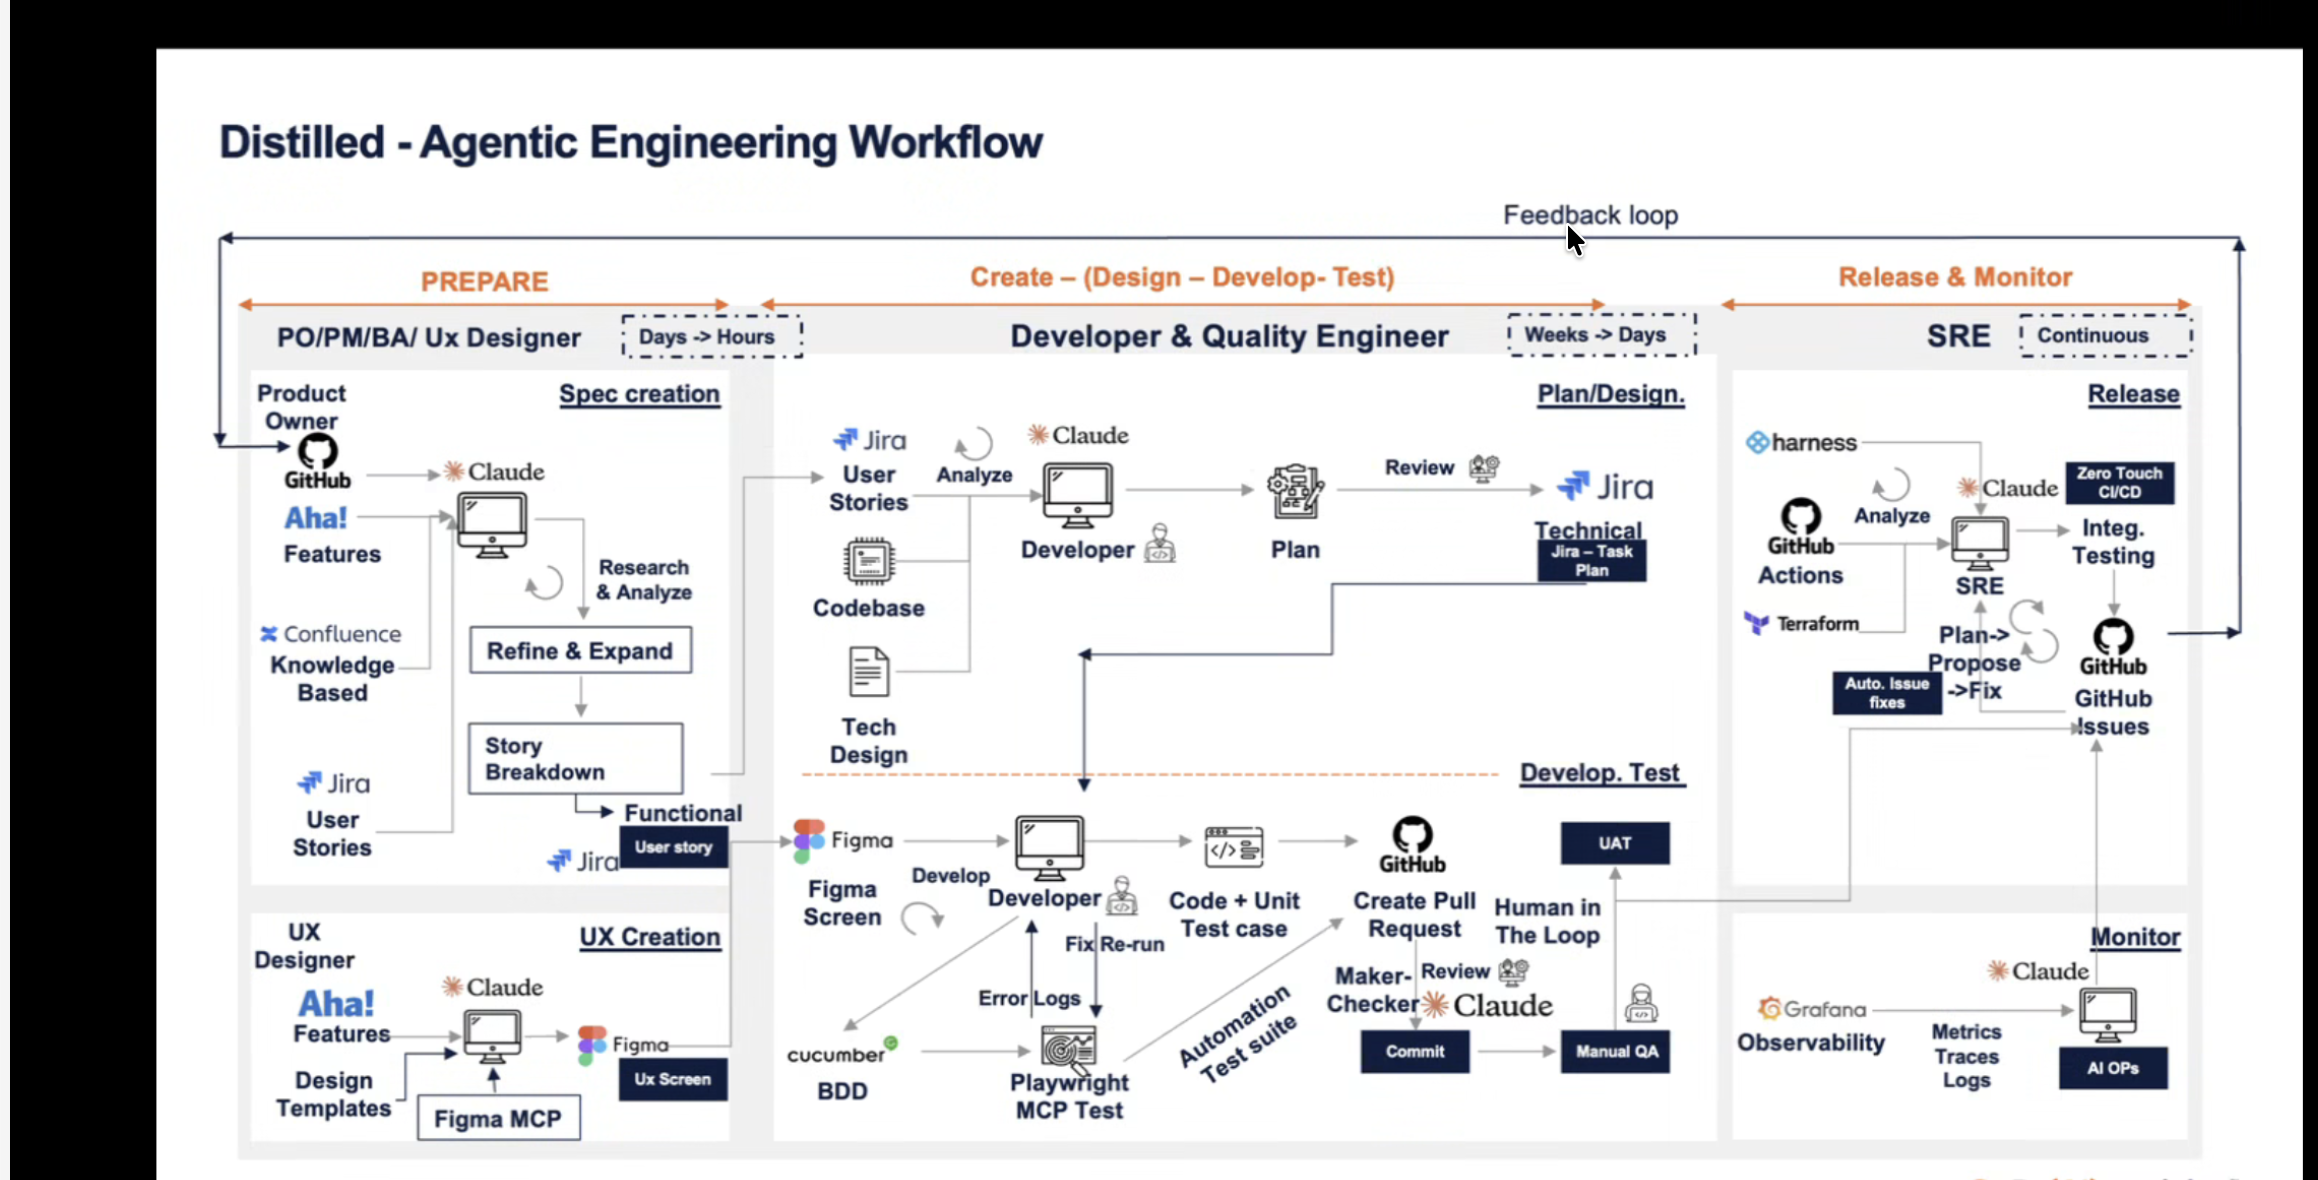 Distilled - Agentic Engineering Workflow
Feedback loop
PREPARE
Create – (Design – Develop- Test)
Release & Monitor
PO/PM/BA/ Ux Designer
Days -> Hours
Developer & Quality Engineer
Weeks -> Days
SRE
Continuous
Product
Owner
Spec creation
GitHub
Claude
Aha!
Features
Research
& Analyze
Confluence
Knowledge
Based
Refine & Expand
Story
Breakdown
Jira
User
Stories
Functional
Jira
User story
UX
Designer
UX Creation
Aha!
Features
Claude
Figma
Design
Templates
Ux Screen
Figma MCP
Plan/Design.
Jira
User
Stories
Analyze
Claude
Developer
Plan
Review
Jira
Technical
Jira – Task
Plan
Codebase
Tech
Design
Develop. Test
Figma
Figma
Screen
Develop
Developer
Code + Unit
Test case
GitHub
Create Pull
Request
UAT
Human in
The Loop
Fix Re-run
Error Logs
Maker-
Checker
Review
Claude
cucumber
BDD
Playwright
MCP Test
Automation
Test suite
Commit
Manual QA
Release
harness
Claude
Zero Touch
CI/CD
Analyze
GitHub
Actions
SRE
Integ.
Testing
Terraform
Plan->
Propose
->Fix
Auto. Issue
fixes
GitHub
GitHub
Issues
Monitor
Claude
Grafana
Observability
Metrics
Traces
Logs
AI OPs